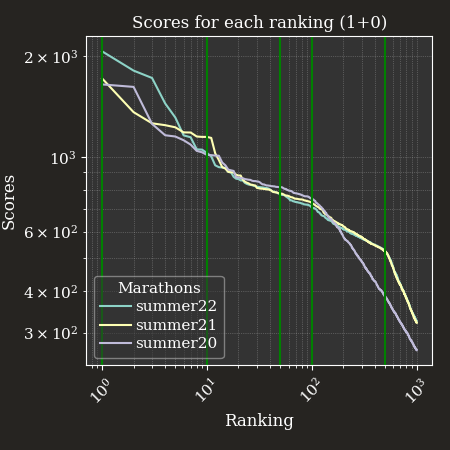 Scores for each ranking (1+0)
Scores
2 × 10³
10³
6 × 10²
4 × 10²
3 × 10²
Marathons
summer22
summer21
summer20
10⁰
10¹
10²
10³
Ranking